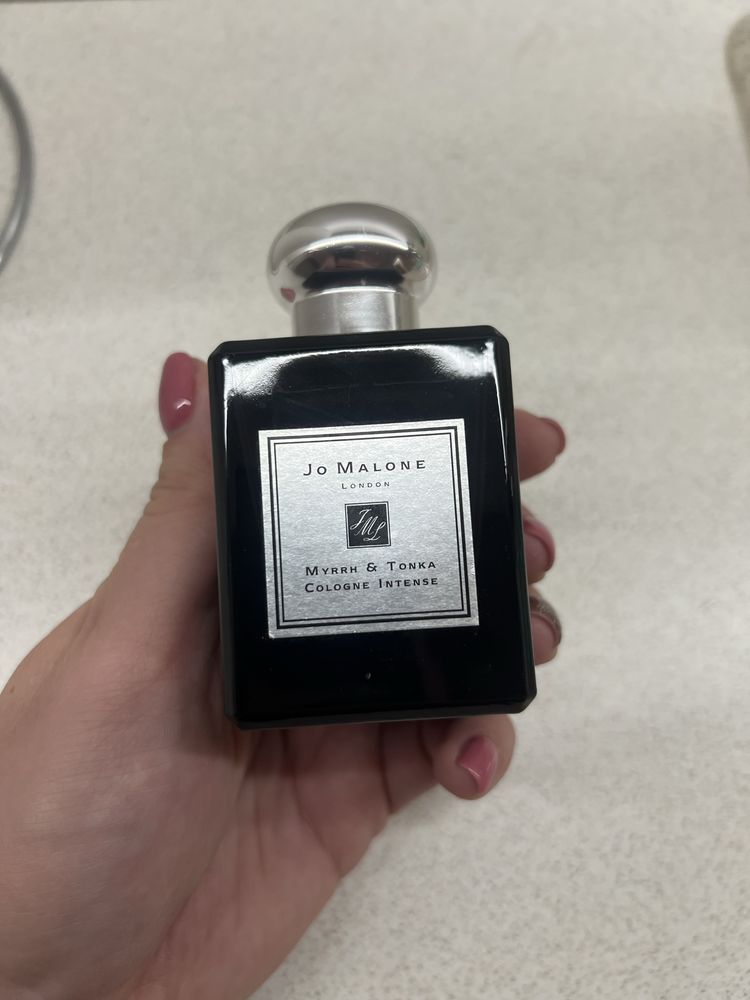 Jo Malone
London
JML
Myrrh & Tonka
Cologne Intense